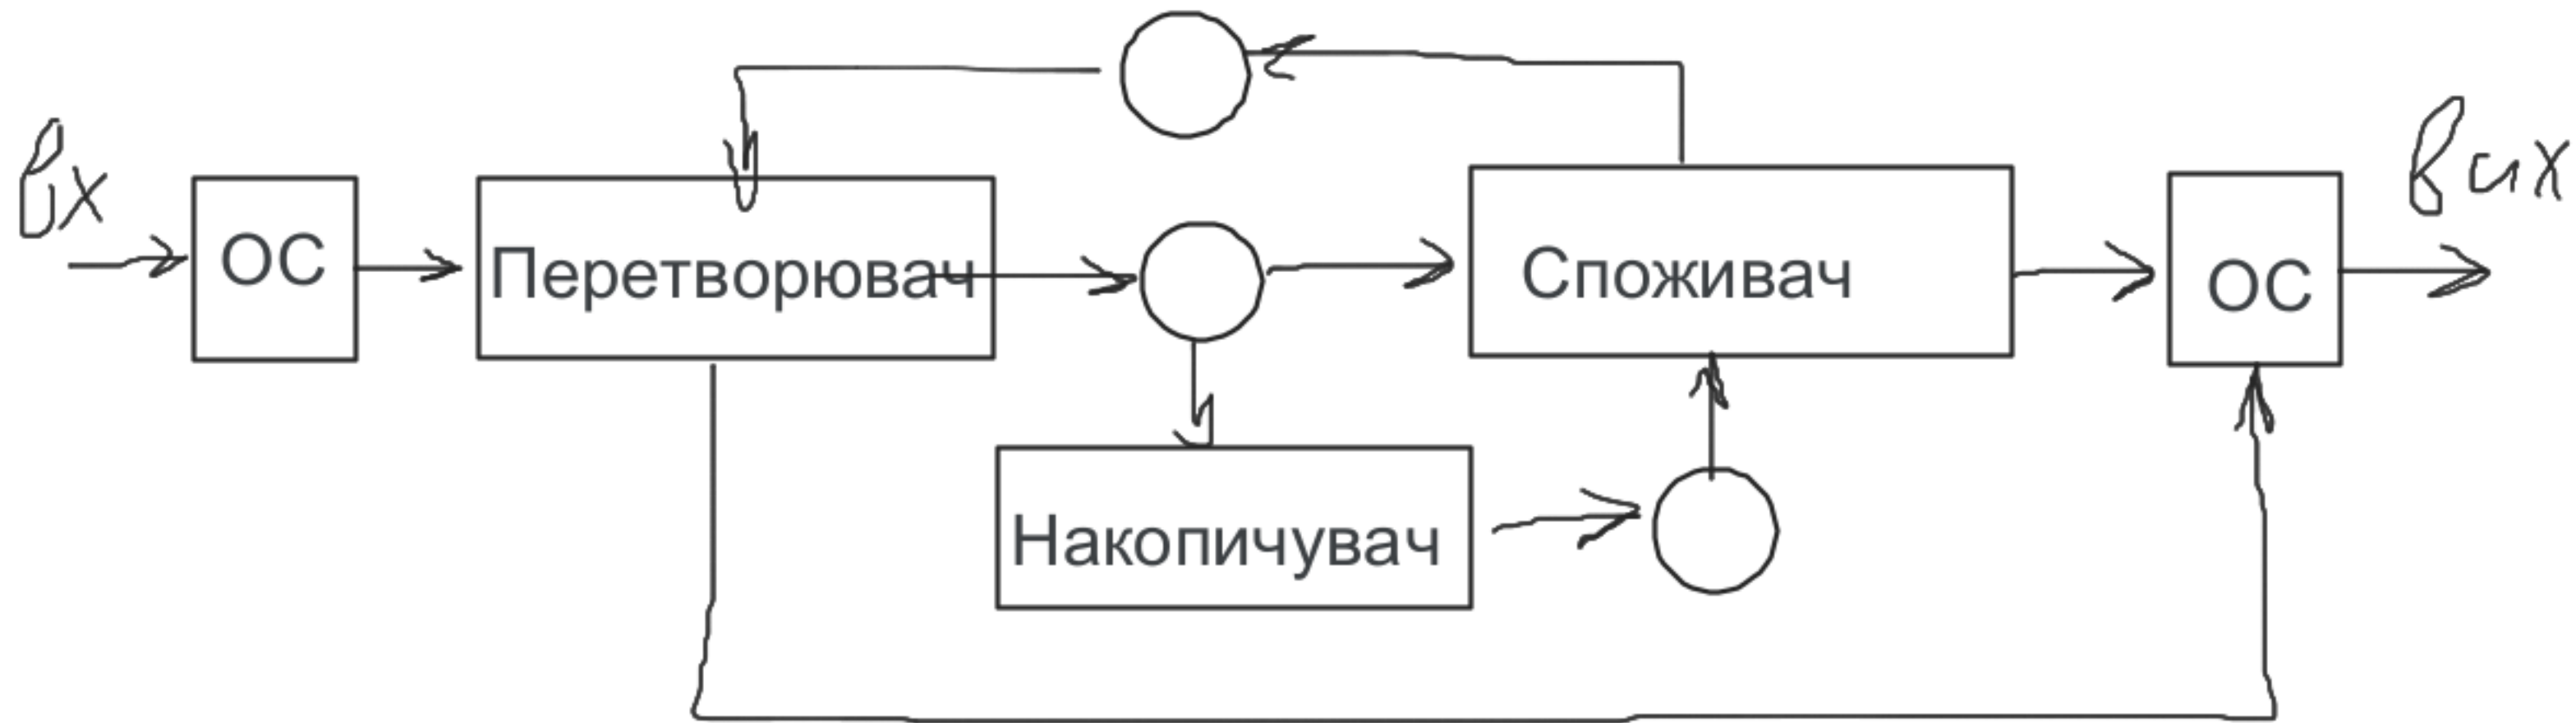 вх
ОС
Перетворювач
Споживач
ОС
вих
Накопичувач